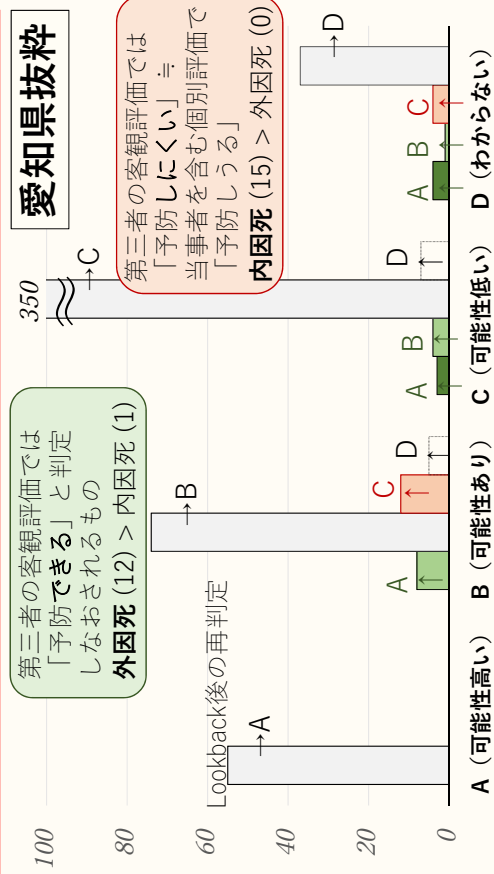 愛知県抜粋
第三者の客観評価では
「予防できる」と判定
しなおされるもの
外因死 (12) > 内因死 (1)
第三者の客観評価では
「予防しにくい」≒
当事者を含む個別評価で
「予防しうる」
内因死 (15) > 外因死 (0)
Lookback後の再判定
350
100
80
60
40
20
0
→A
A
→B
C
D
A
B
→C
D
A
B
C
→D
A（可能性高い）
B（可能性あり）
C（可能性低い）
D（わからない）